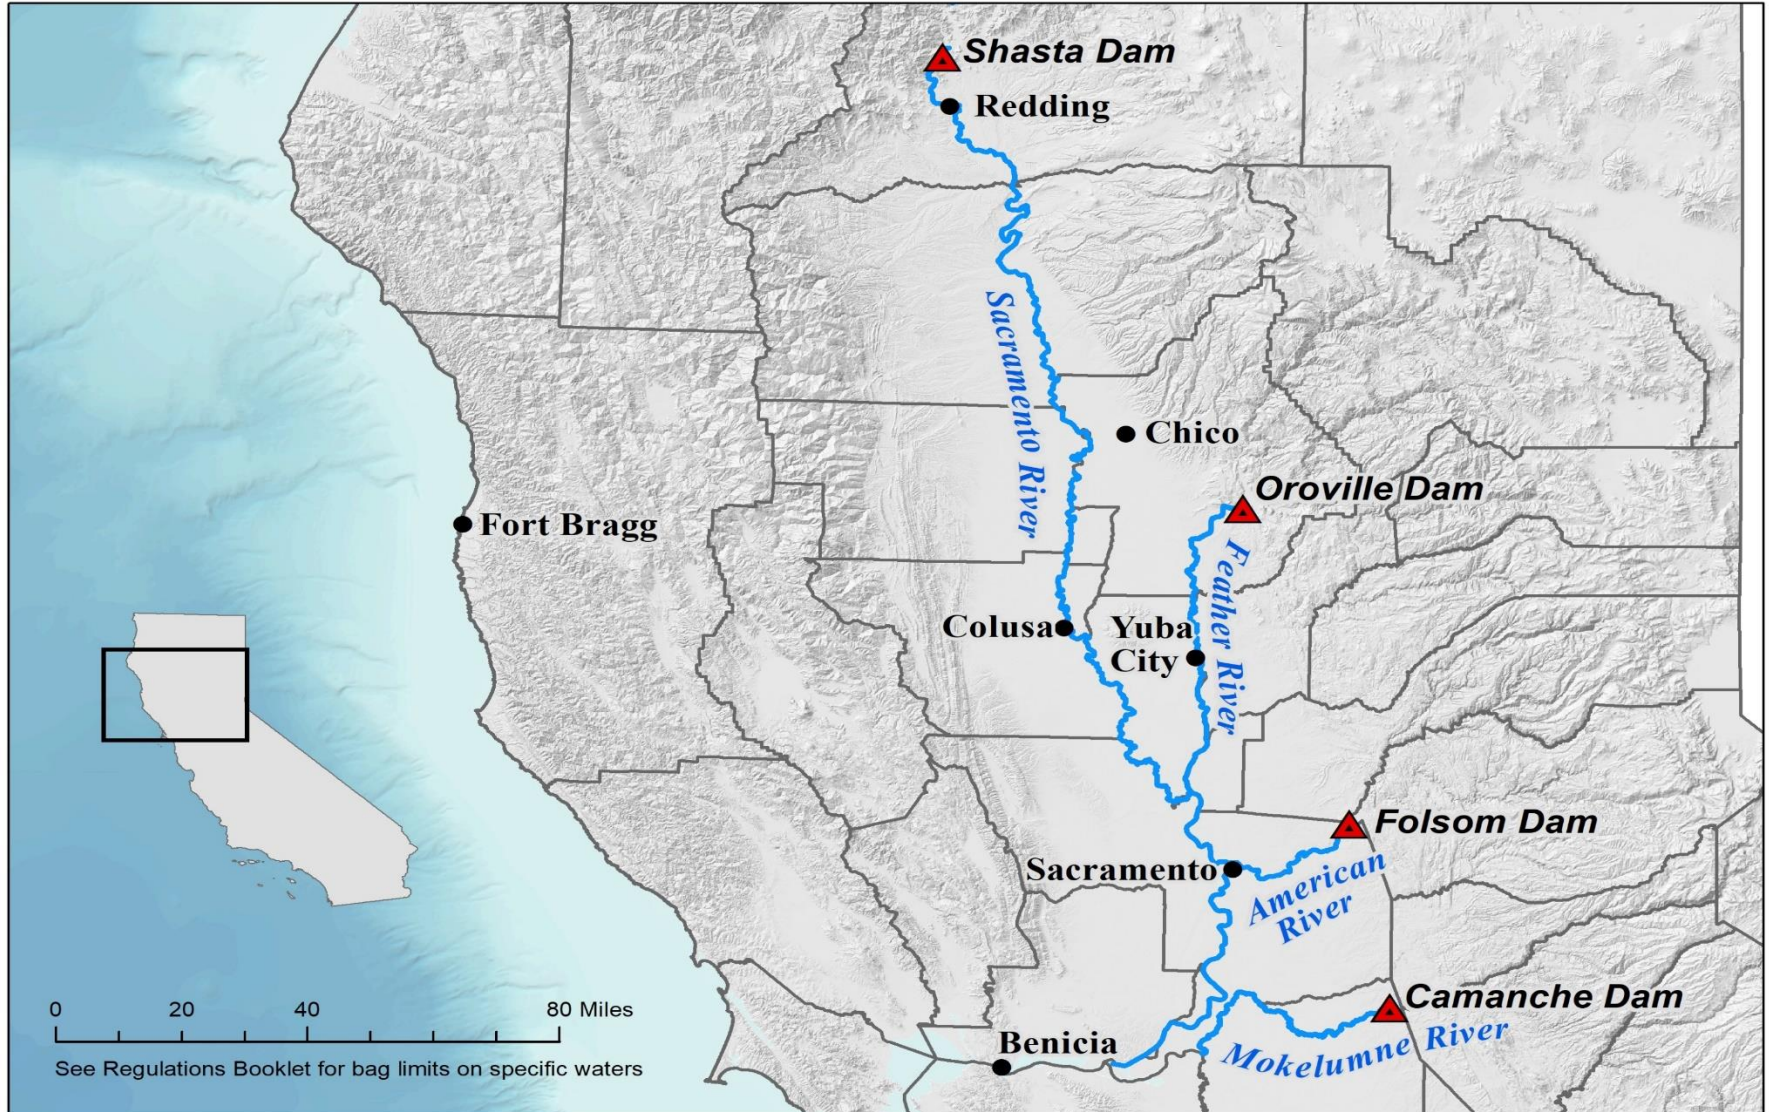 Shasta Dam
Redding
Sacramento River
Chico
Oroville Dam
Fort Bragg
Feather River
Colusa
Yuba
City
Folsom Dam
Sacramento
American
River
Camanche Dam
0 20 40 80 Miles
Benicia
Mokelumne River
See Regulations Booklet for bag limits on specific waters